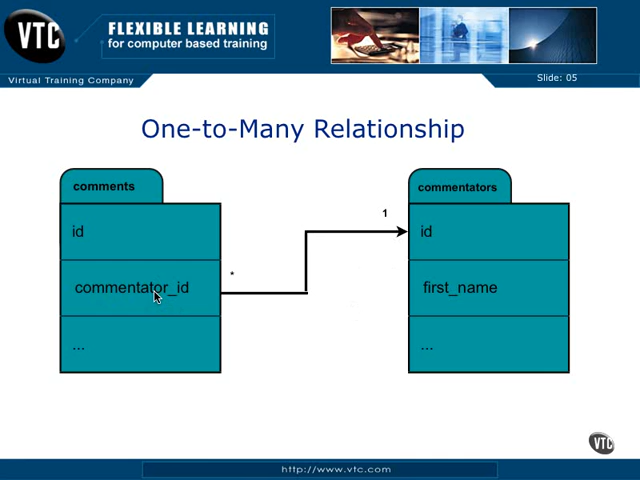 VTC
FLEXIBLE LEARNING
for computer based training
Virtual Training Company
Slide: 05
One-to-Many Relationship
comments
id
commentator_id
...
*
1
commentators
id
first_name
...
VTC
http://www.vtc.com